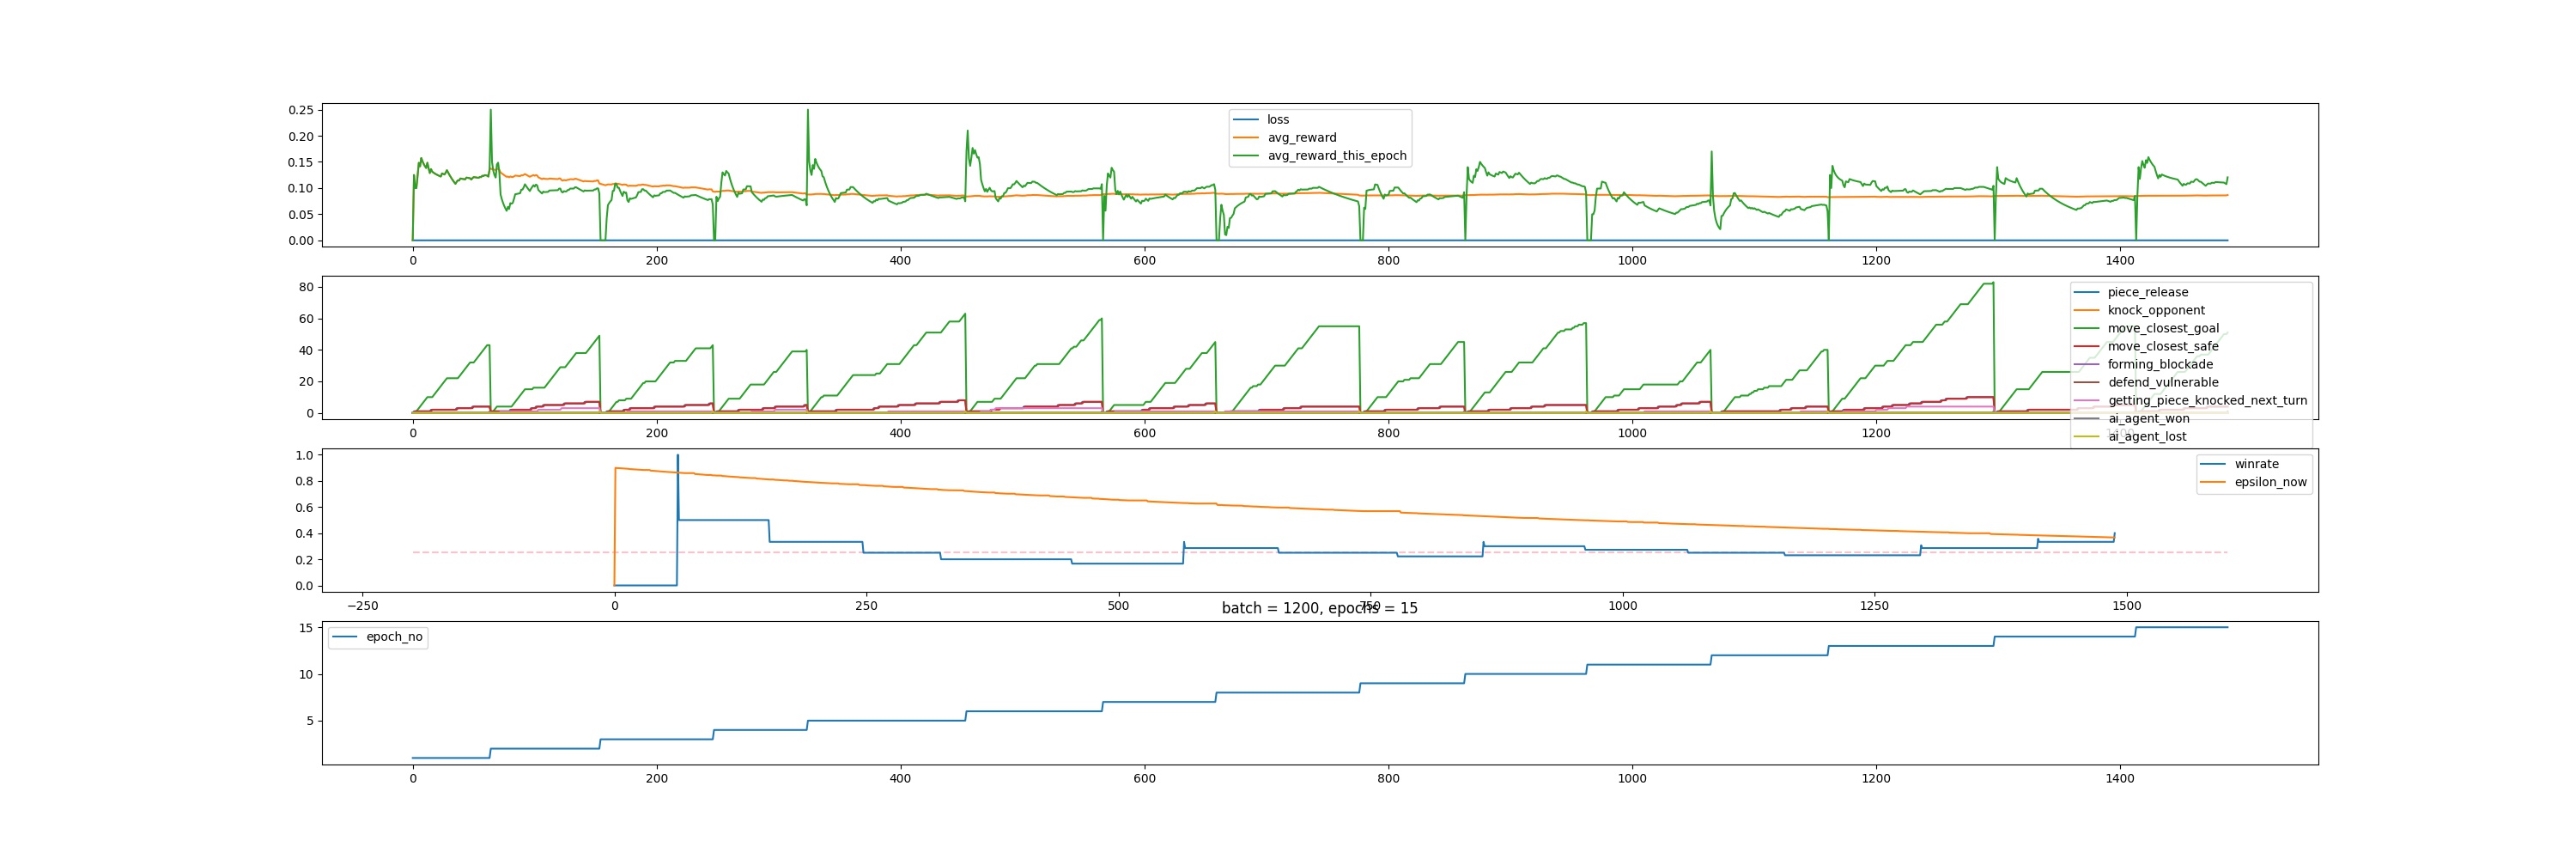 0.25
0.20
0.15
0.10
0.05
0.00
loss
avg_reward
avg_reward_this_epoch
0 200 400 600 800 1000 1200 1400
80
60
40
20
0
piece_release
knock_opponent
move_closest_goal
move_closest_safe
forming_blockade
defend_vulnerable
getting_piece_knocked_next_turn
ai_agent_won
ai_agent_lost
0 200 400 600 800 1000 1200 1400
1.0
0.8
0.6
0.4
0.2
0.0
winrate
epsilon_now
−250 0 250 500 750 1000 1250 1500
batch = 1200, epochs = 15
15
10
5
epoch_no
0 200 400 600 800 1000 1200 1400